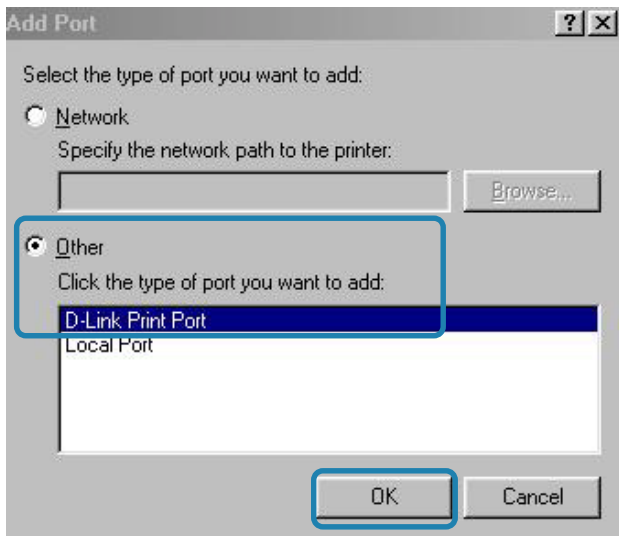 Add Port
Select the type of port you want to add:
Network
Specify the network path to the printer:
Browse...
Other
Click the type of port you want to add:
D-Link Print Port
Local Port
OK Cancel